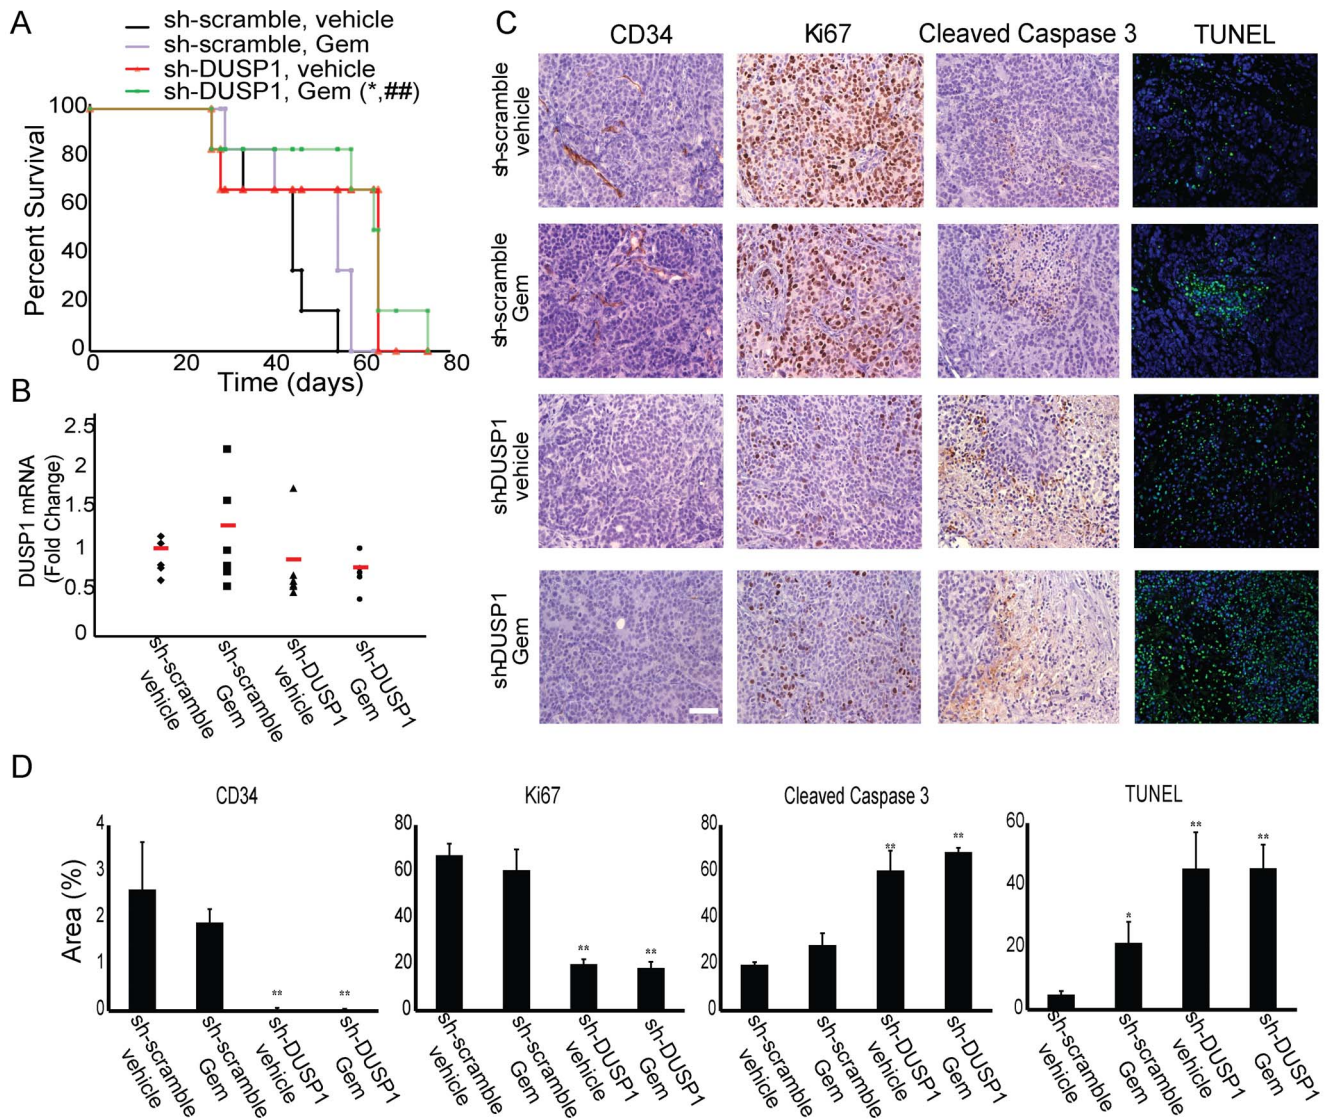 A
sh-scramble, vehicle
sh-scramble, Gem
sh-DUSP1, vehicle
sh-DUSP1, Gem (*,##)
Percent Survival
100
80
60
40
20
0
0 20 40 60 80
Time (days)
B
DUSP1 mRNA
(Fold Change)
2.5
2
1.5
1
0.5
0
sh-scramble
vehicle
sh-scramble
Gem
sh-DUSP1
vehicle
sh-DUSP1
Gem
C
CD34 Ki67 Cleaved Caspase 3 TUNEL
sh-scramble
vehicle
sh-scramble
Gem
shDUSP1
vehicle
shDUSP1
Gem
D
Area (%)
CD34
4
3
2
1
0
** **
sh-scramble
vehicle
sh-scramble
Gem
sh-DUSP1
vehicle
sh-DUSP1
Gem
Ki67
80
60
40
20
0
** **
sh-scramble
vehicle
sh-scramble
Gem
sh-DUSP1
vehicle
sh-DUSP1
Gem
Cleaved Caspase 3
80
60
40
20
0
** **
sh-scramble
vehicle
sh-scramble
Gem
sh-DUSP1
vehicle
sh-DUSP1
Gem
TUNEL
60
40
20
0
* ** **
sh-scramble
vehicle
sh-scramble
Gem
sh-DUSP1
vehicle
sh-DUSP1
Gem